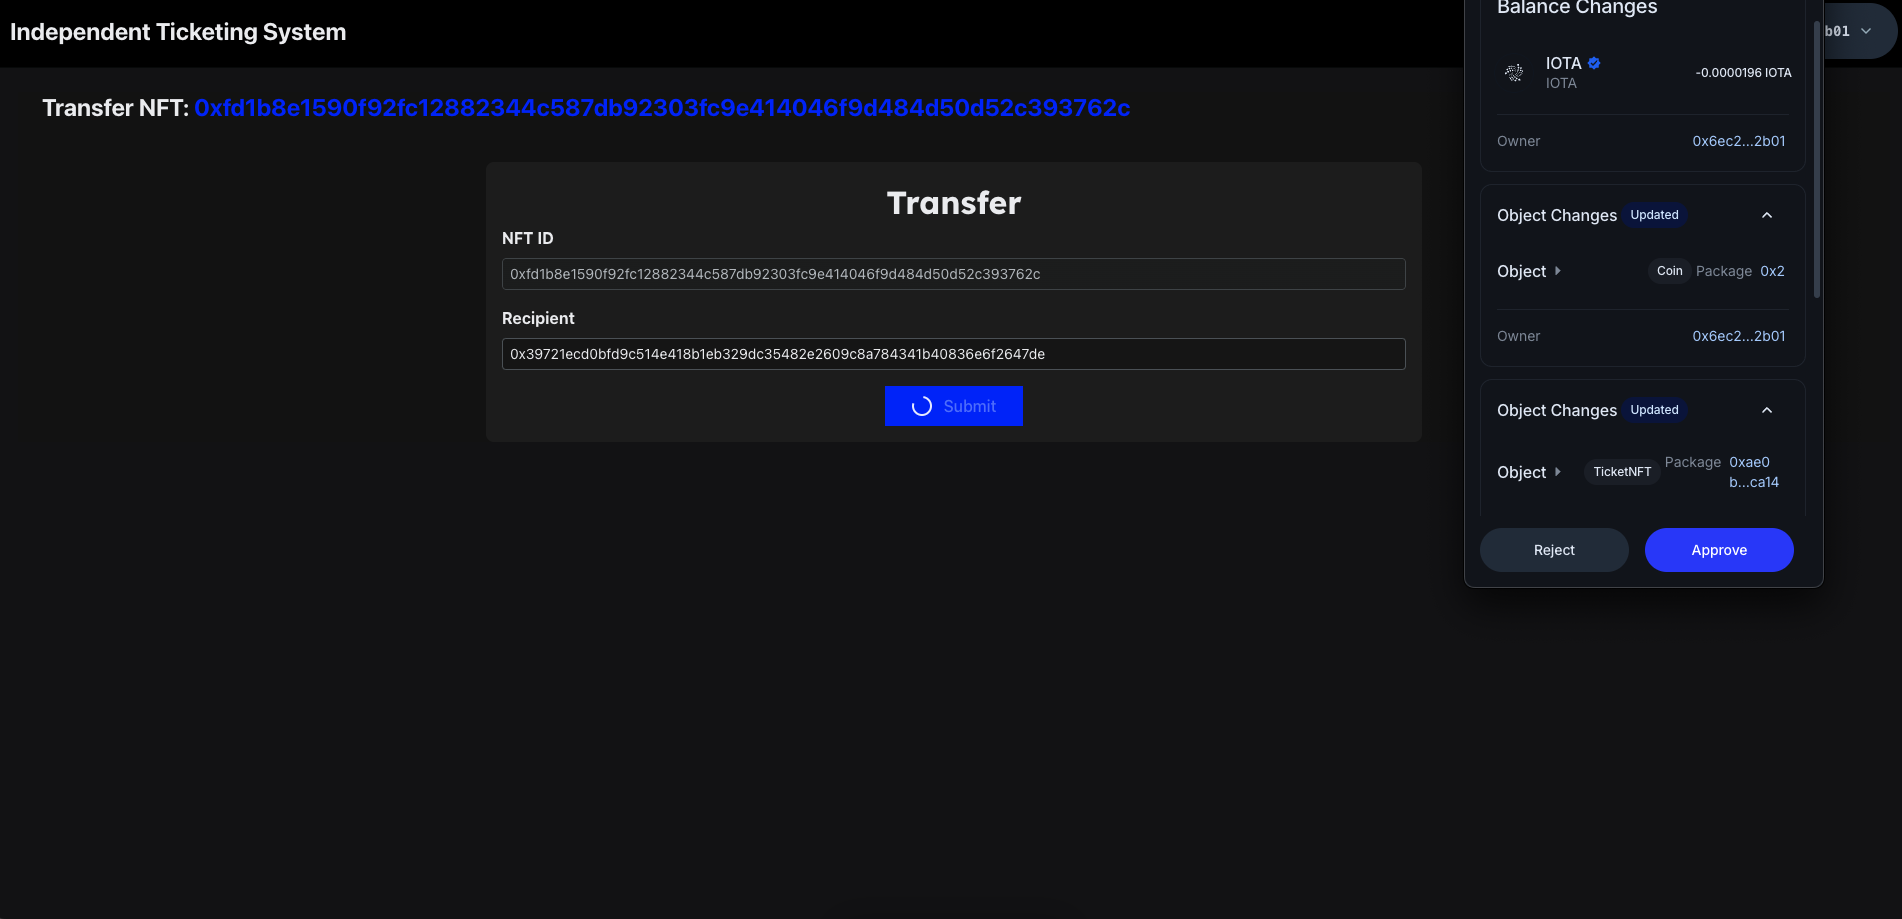 Independent Ticketing System
b01
Transfer NFT: 0xfd1b8e1590f92fc12882344c587db92303fc9e414046f9d484d50d52c393762c
Transfer
NFT ID
0xfd1b8e1590f92fc12882344c587db92303fc9e414046f9d484d50d52c393762c
Recipient
0x39721ecd0bfd9c514e418b1eb329dc35482e2609c8a784341b40836e6f2647de
Submit
Balance Changes
IOTA
IOTA
-0.0000196 IOTA
Owner 0x6ec2...2b01
Object Changes Updated
Object Coin Package 0x2
Owner 0x6ec2...2b01
Object Changes Updated
Object TicketNFT Package 0xae0
b...ca14
Reject Approve